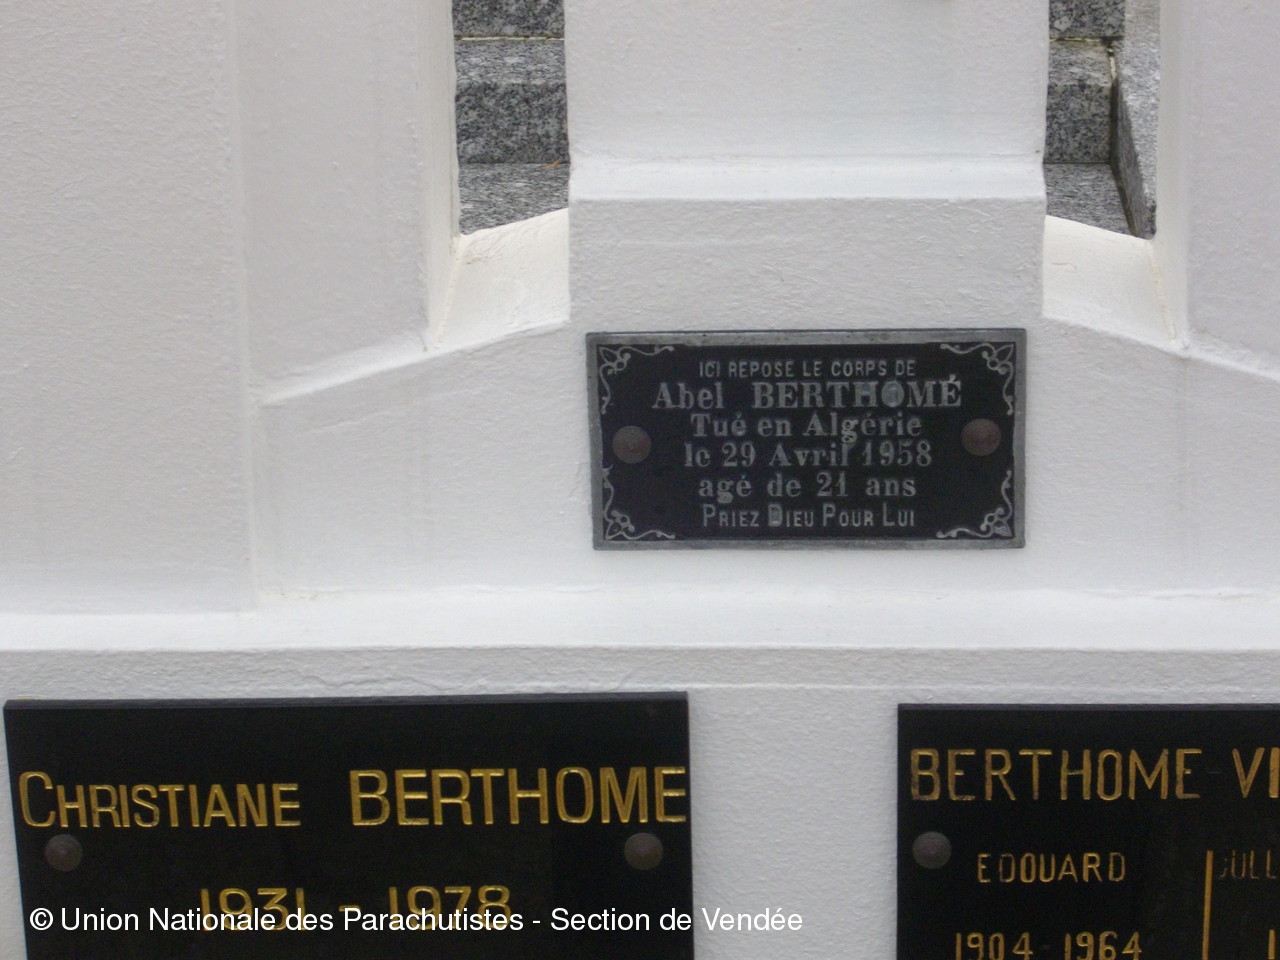 ICI REPOSE LE CORPS DE
Abel BERTHOMÉ
Tué en Algérie
le 29 Avril 1958
agé de 21 ans
PRIEZ DIEU POUR LUI
CHRISTIANE BERTHOME
1931 - 1978
BERTHOME
EDOUARD
1904 - 1964
© Union Nationale des Parachutistes - Section de Vendée